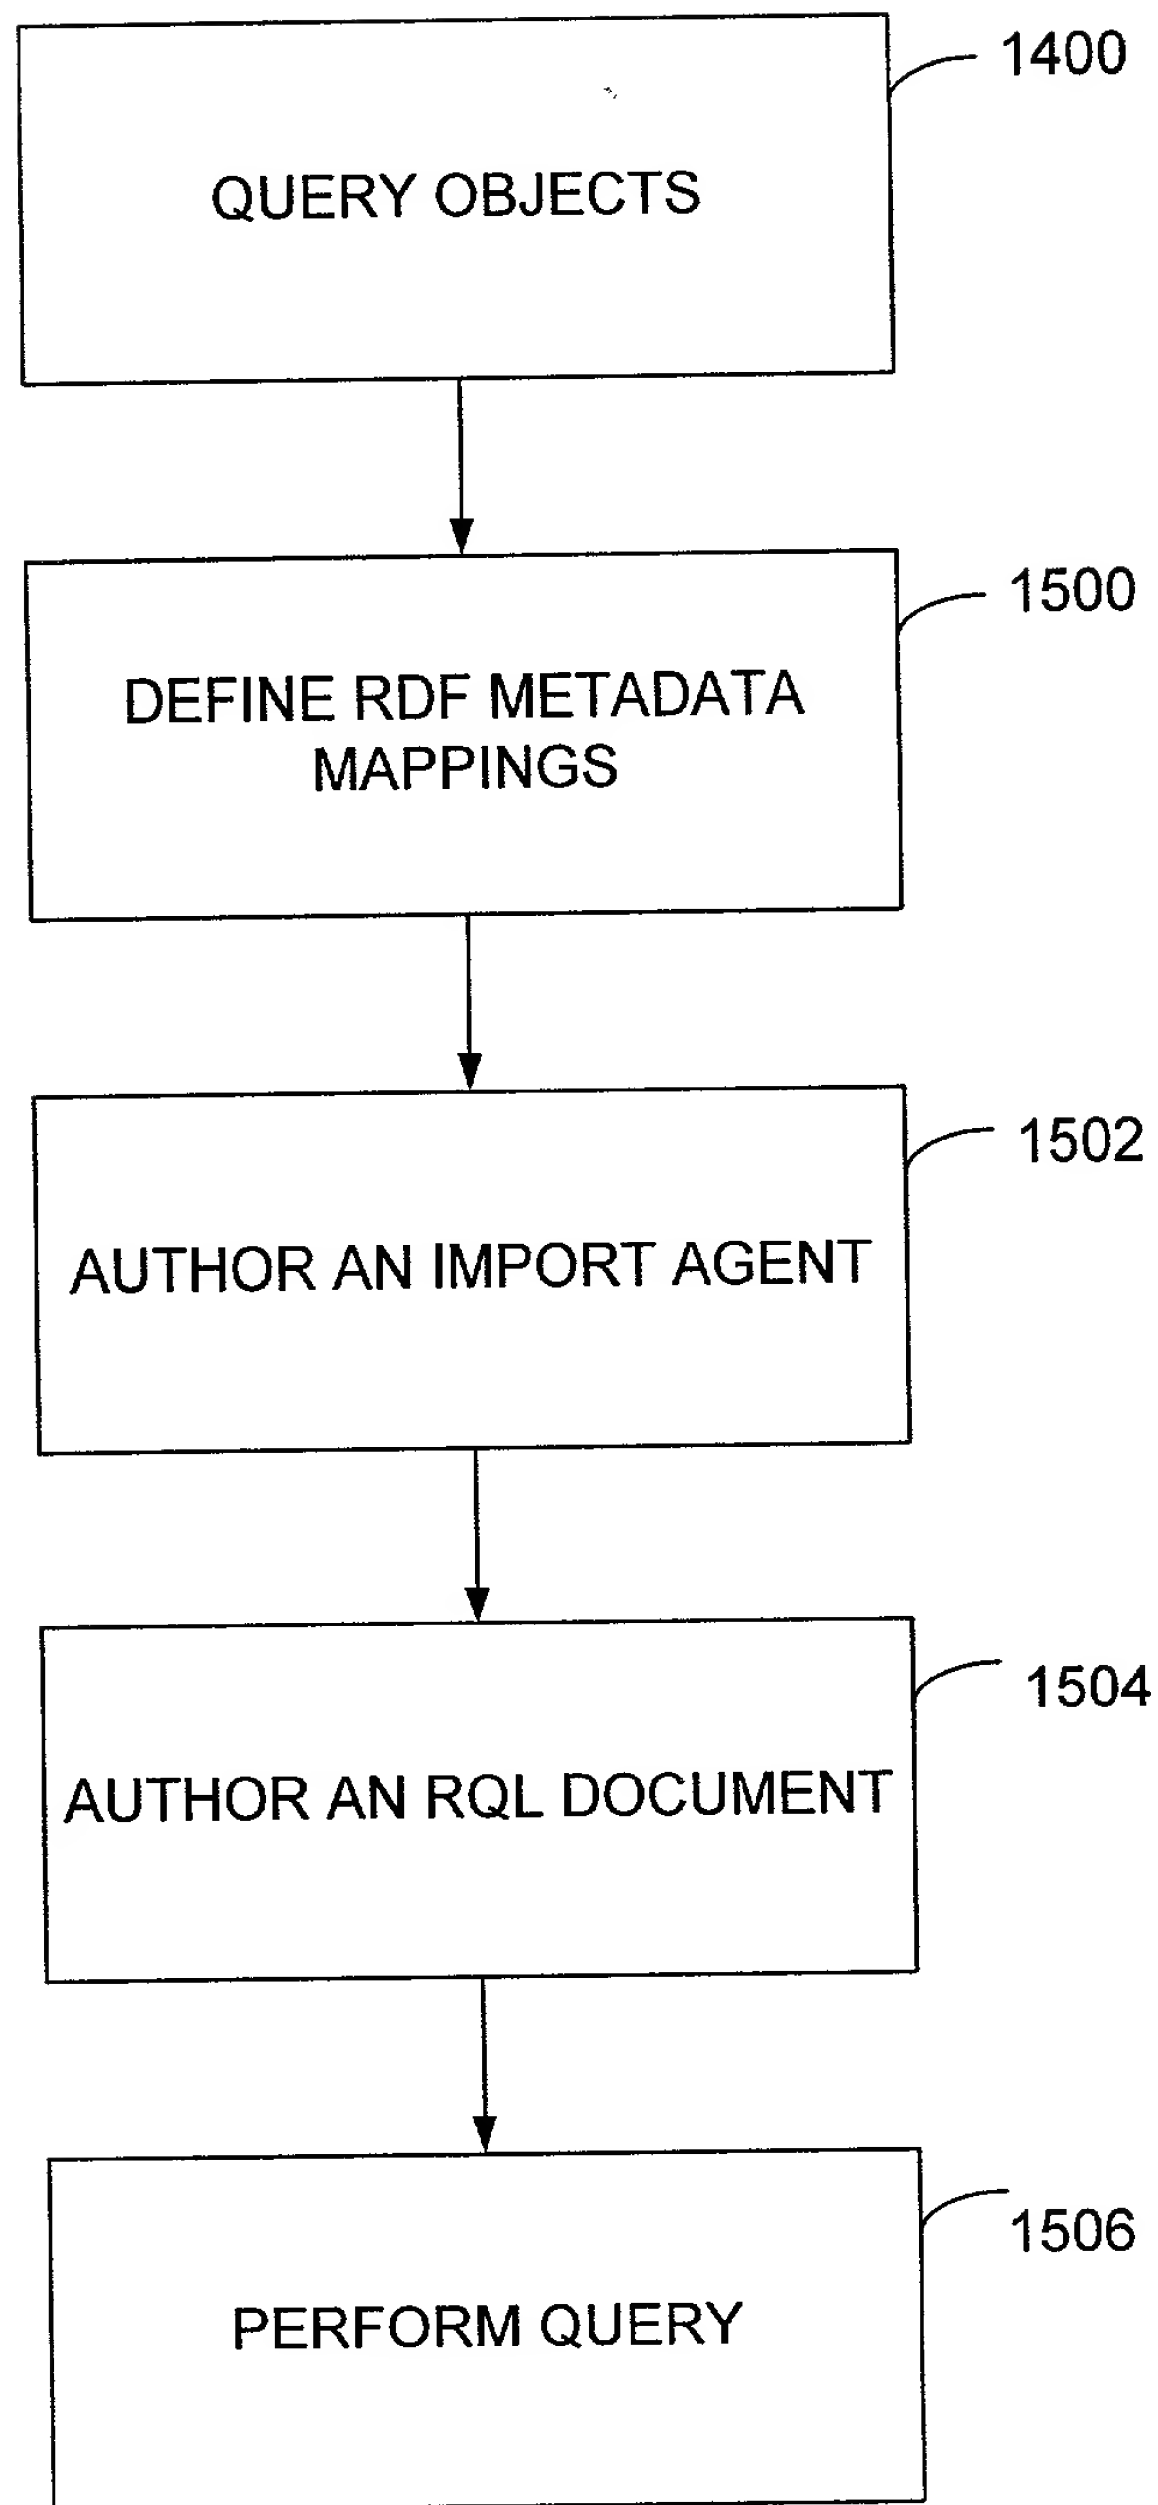 1400
QUERY OBJECTS
1500
DEFINE RDF METADATA
MAPPINGS
1502
AUTHOR AN IMPORT AGENT
1504
AUTHOR AN RQL DOCUMENT
1506
PERFORM QUERY